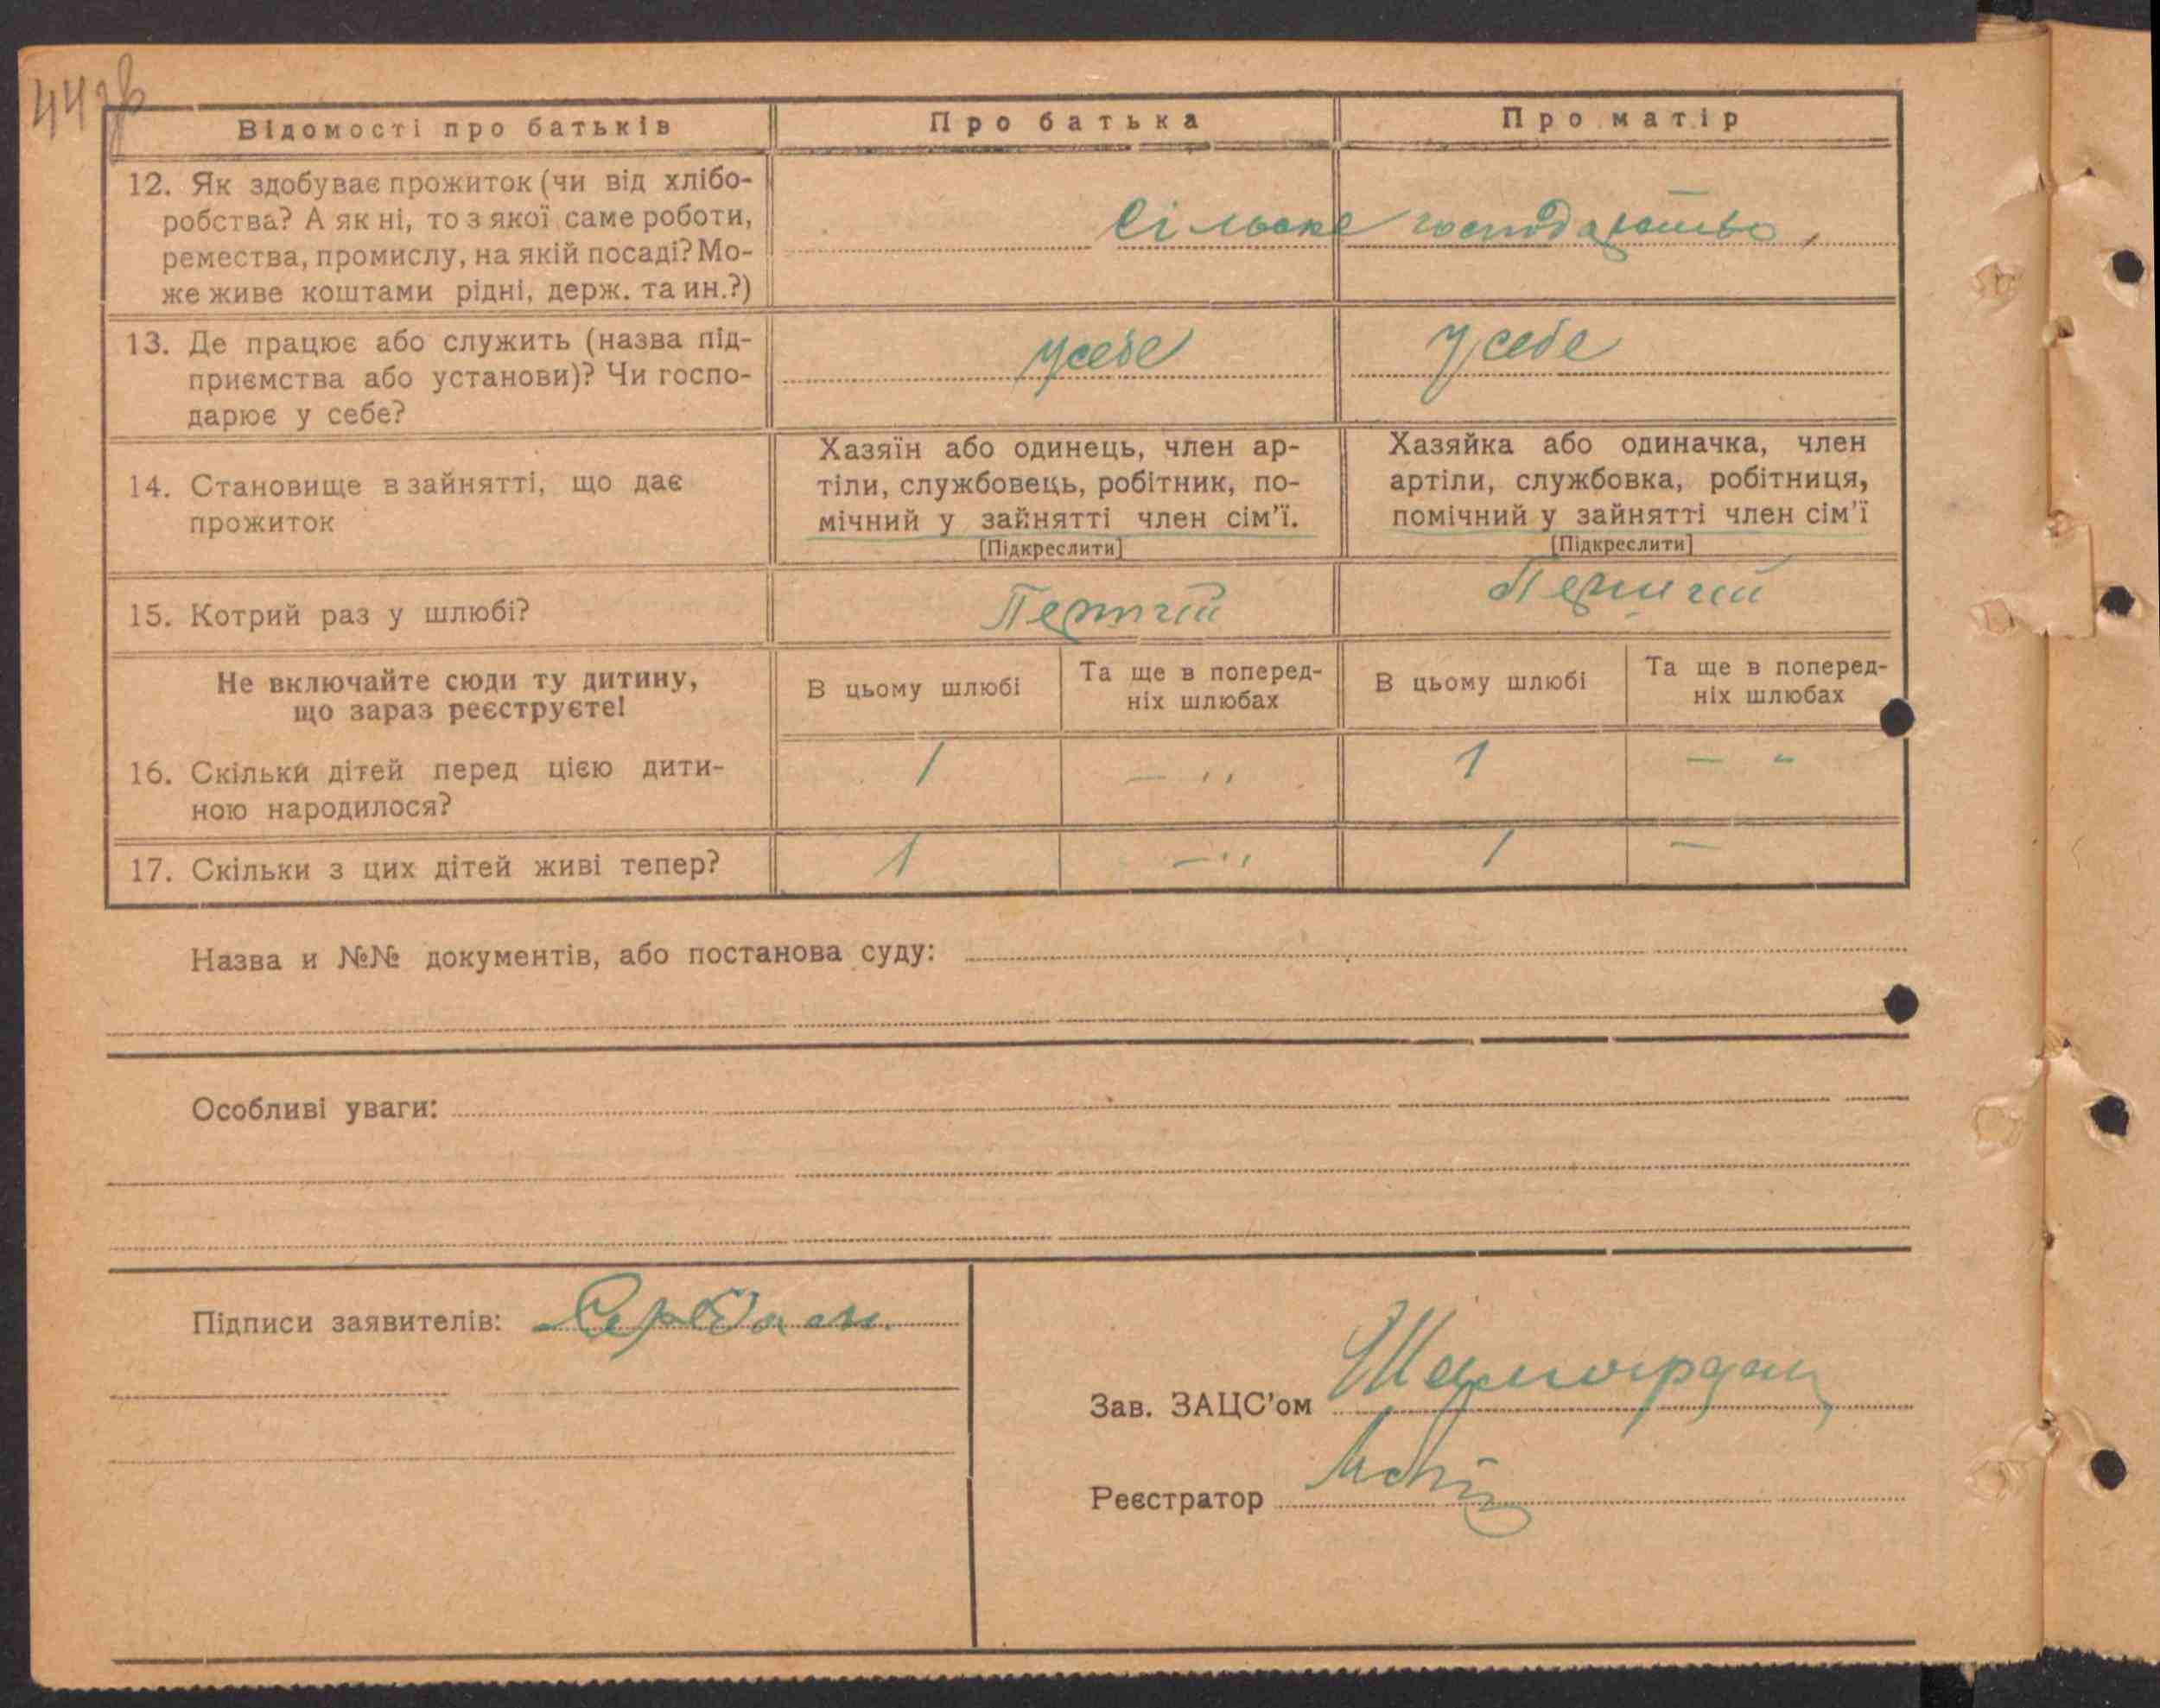 44зв
Відомості про батьків
Про батька
Про матір
12. Як здобуває прожиток (чи від хлібо-
робства? А як ні, то з якої саме роботи,
ремества, промислу, на якій посаді? Мо-
же живе коштами рідні, держ. та ин.?)
Сільске господарство,
13. Де працює або служить (назва під-
приємства або установи)? Чи госпо-
дарює у себе?
у себе
у себе
14. Становище в зайнятті, що дає
прожиток
Хазяїн або одинець, член ар-
тіли, службовець, робітник, по-
мічний у зайнятті член сім'ї.
[Підкреслити]
Хазяйка або одиначка, член
артіли, службовка, робітниця,
помічний у зайнятті член сім'ї
[Підкреслити]
15. Котрий раз у шлюбі?
Не включайте сюди ту дитину,
що зараз реєструєте!
В цьому шлюбі
Та ще в поперед-
ніх шлюбах
В цьому шлюбі
Та ще в поперед-
ніх шлюбах
16. Скільки дітей перед цією дити-
ною народилося?
1 — " 1 — "
17. Скільки з цих дітей живі тепер?
1 — " 1 —
Назва и №№ документів, або постанова суду:
Особливі уваги:
Підписи заявителів:
Зав. ЗАЦС'ом
Реєстратор